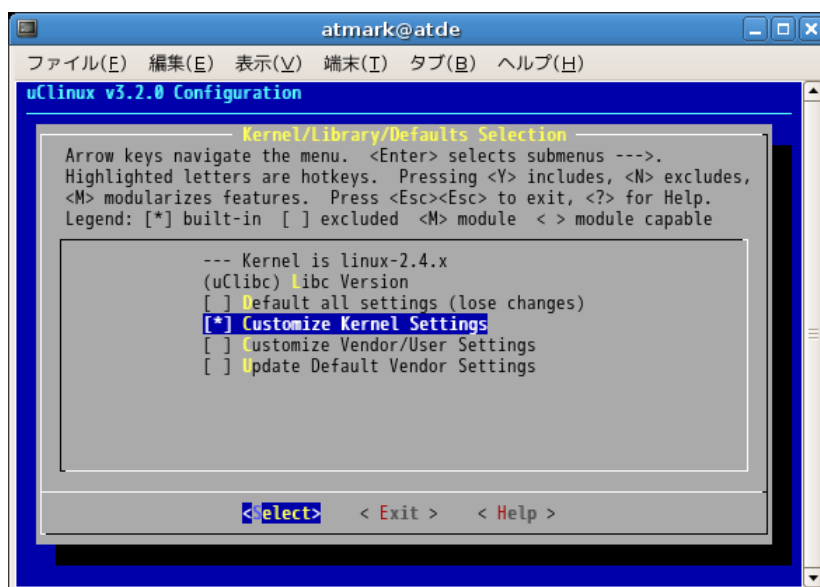 atmark@atde
ファイル(F) 編集(E) 表示(V) 端末(T) タブ(B) ヘルプ(H)
uClinux v3.2.0 Configuration
Kernel/Library/Defaults Selection
Arrow keys navigate the menu. <Enter> selects submenus --->.
Highlighted letters are hotkeys. Pressing <Y> includes, <N> excludes,
<M> modularizes features. Press <Esc><Esc> to exit, <?> for Help.
Legend: [*] built-in [ ] excluded <M> module < > module capable
--- Kernel is linux-2.4.x
(uClibc) Libc Version
[ ] Default all settings (lose changes)
[*] Customize Kernel Settings
[ ] Customize Vendor/User Settings
[ ] Update Default Vendor Settings
<Select> < Exit > < Help >